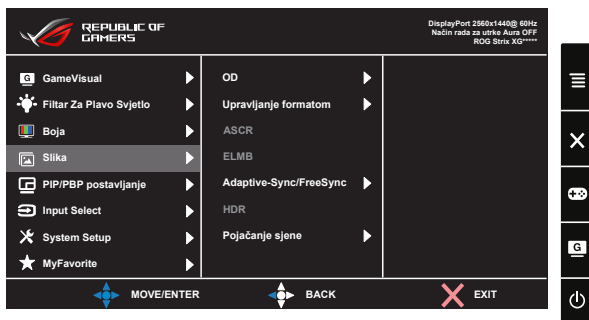 REPUBLIC OF
GAMERS
DisplayPort 2560x1440@ 60Hz
Način rada za utrke Aura OFF
ROG Strix XG*****
G GameVisual
Filtar Za Plavo Svjetlo
Boja
Slika
PIP/PBP postavljanje
Input Select
System Setup
MyFavorite
OD
Upravljanje formatom
ASCR
ELMB
Adaptive-Sync/FreeSync
HDR
Pojačanje sjene
MOVE/ENTER
BACK
EXIT
G